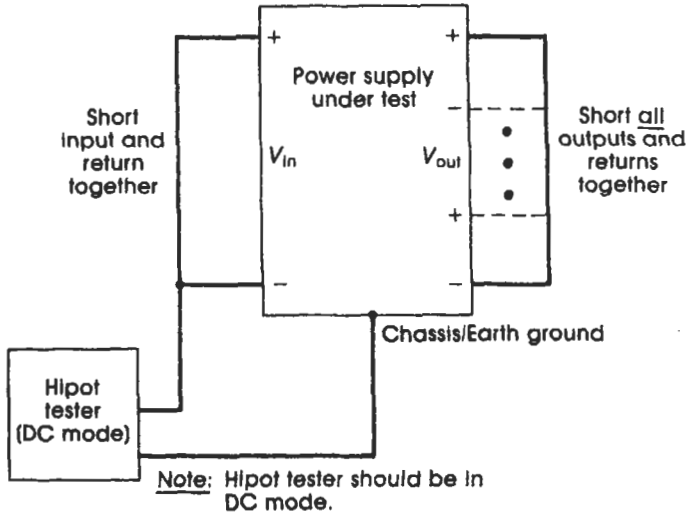 +
+
Power supply
under test
Short
input and
return
together
−
Short all
outputs and
returns
together
Vin
Vout
+
−
−
Chassis/Earth ground
Hipot
tester
(DC mode)
Note: Hipot tester should be in
DC mode.